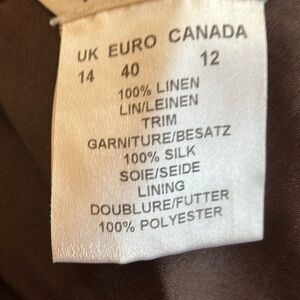 UK EURO CANADA
14 40 12
100% LINEN
LIN/LEINEN
TRIM
GARNITURE/BESATZ
100% SILK
SOIE/SEIDE
LINING
DOUBLURE/FUTTER
100% POLYESTER